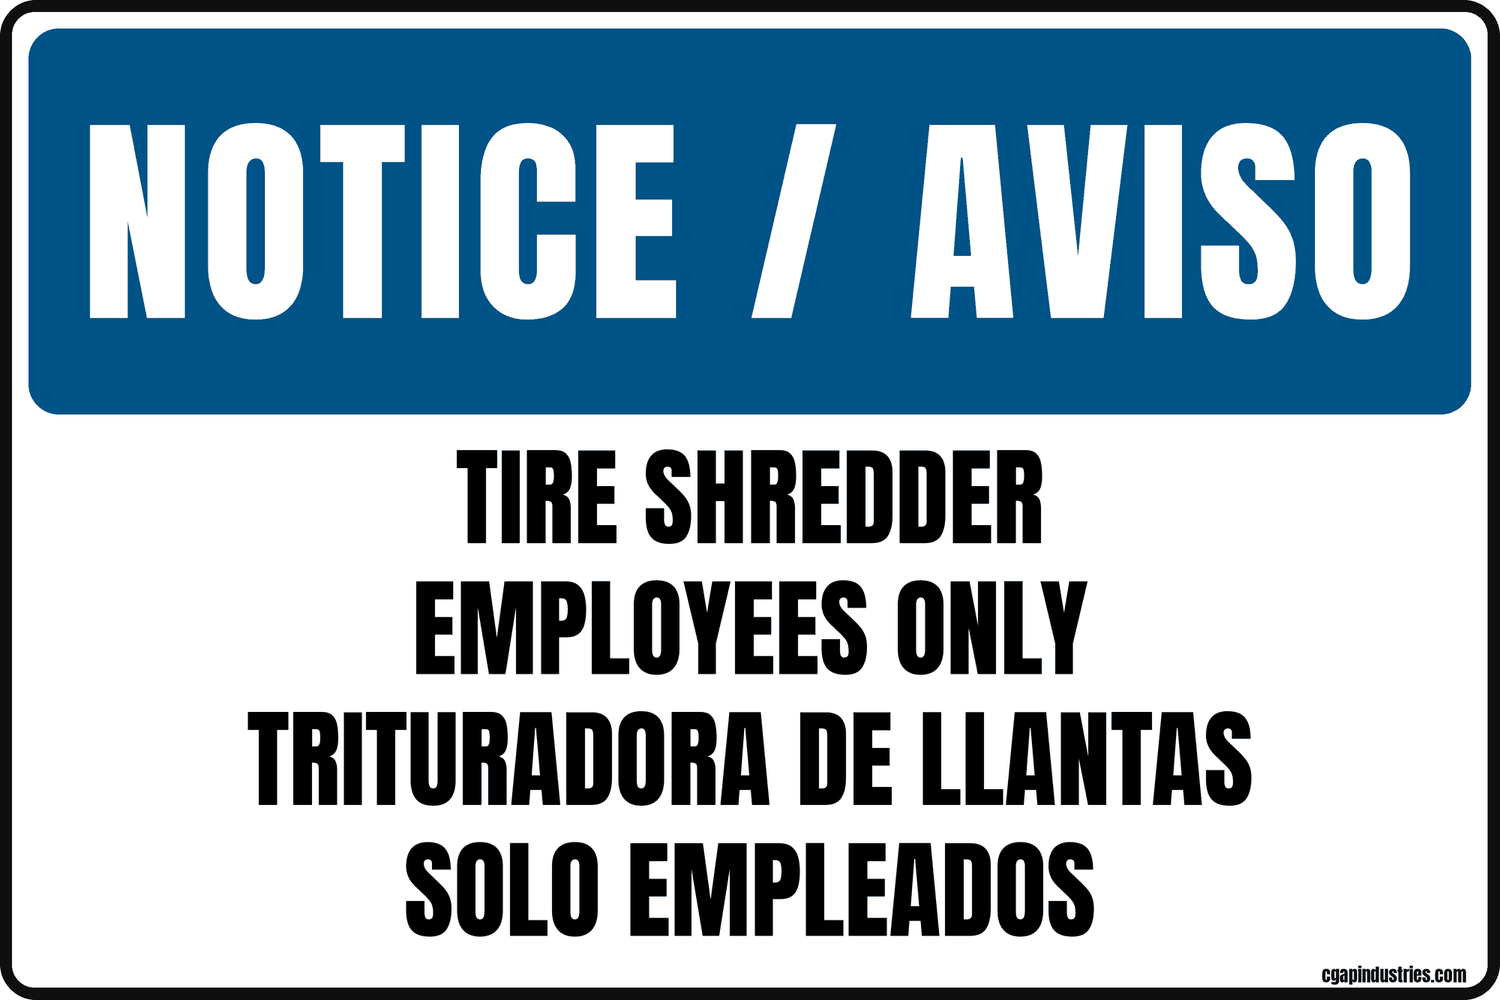 NOTICE / AVISO
TIRE SHREDDER
EMPLOYEES ONLY
TRITURADORA DE LLANTAS
SOLO EMPLEADOS
cgapindustries.com